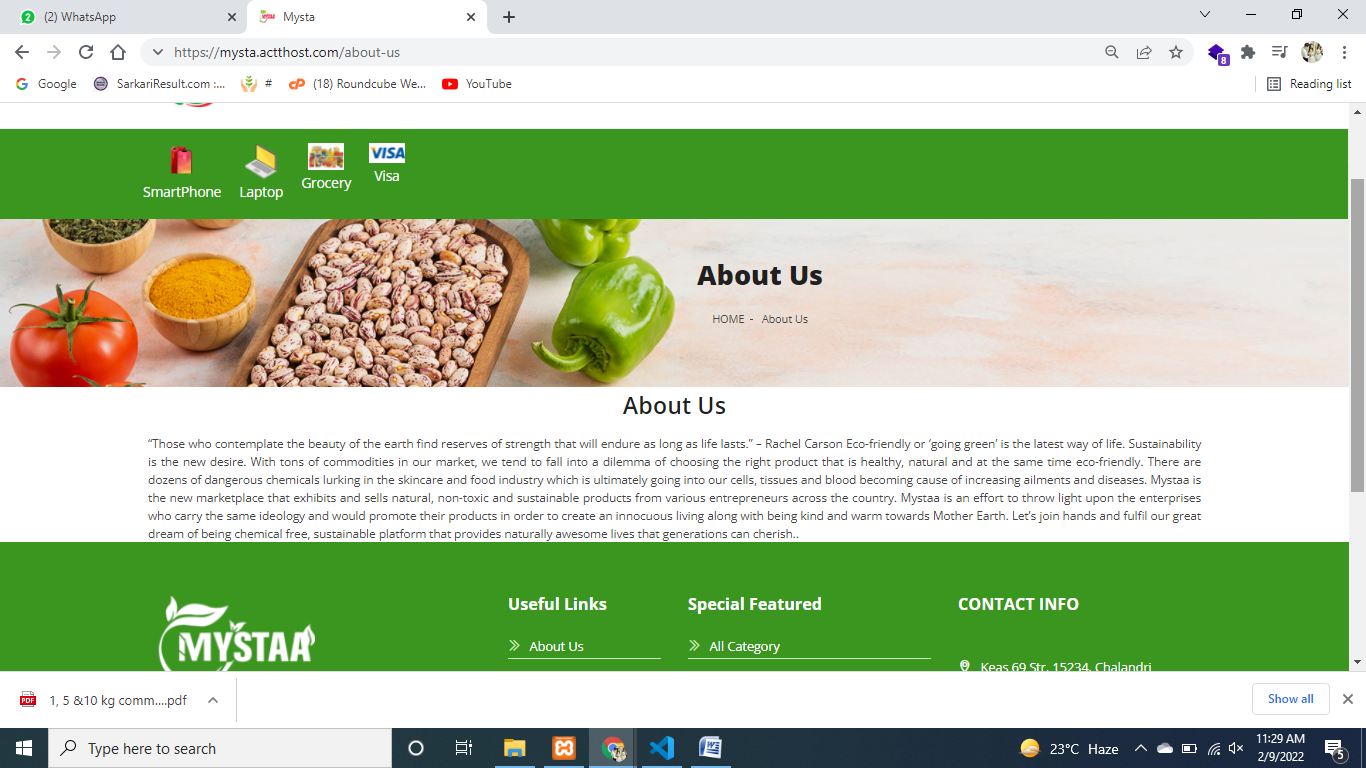 (2) WhatsApp
Mysta
https://mysta.actthost.com/about-us
8
Google
SarkariResult.com :...
#
(18) Roundcube We...
YouTube
Reading list
VISA
SmartPhone
Laptop
Grocery
Visa
About Us
HOME - About Us
About Us
“Those who contemplate the beauty of the earth find reserves of strength that will endure as long as life lasts.” – Rachel Carson Eco-friendly or ‘going green’ is the latest way of life. Sustainability
is the new desire. With tons of commodities in our market, we tend to fall into a dilemma of choosing the right product that is healthy, natural and at the same time eco-friendly. There are
dozens of dangerous chemicals lurking in the skincare and food industry which is ultimately going into our cells, tissues and blood becoming cause of increasing ailments and diseases. Mystaa is
the new marketplace that exhibits and sells natural, non-toxic and sustainable products from various entrepreneurs across the country. Mystaa is an effort to throw light upon the enterprises
who carry the same ideology and would promote their products in order to create an innocuous living along with being kind and warm towards Mother Earth. Let’s join hands and fulfil our great
dream of being chemical free, sustainable platform that provides naturally awesome lives that generations can cherish..
MYSTAA
Useful Links
About Us
Special Featured
All Category
CONTACT INFO
Keas 69 Str. 15234, Chalandri
PDF
1, 5 &10 kg comm....pdf
Show all
Type here to search
23°C Haze
11:29 AM
2/9/2022
5